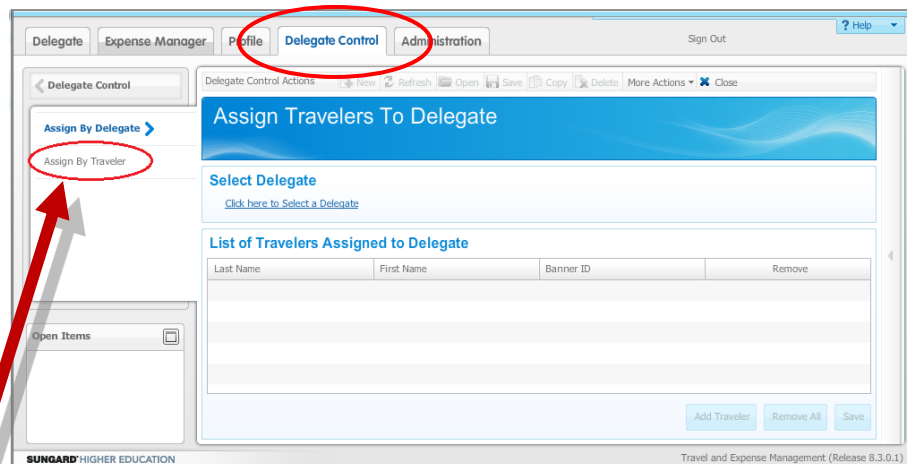 ? Help
Delegate Expense Manager Profile Delegate Control Administration Sign Out
Delegate Control
Delegate Control Actions New Refresh Open Save Copy Delete More Actions Close
Assign By Delegate
Assign By Traveler
Assign Travelers To Delegate
Select Delegate
Click here to Select a Delegate
List of Travelers Assigned to Delegate
Last Name First Name Banner ID Remove
Open Items
Add Traveler Remove All Save
SUNGARD' HIGHER EDUCATION Travel and Expense Management (Release 8.3.0.1)